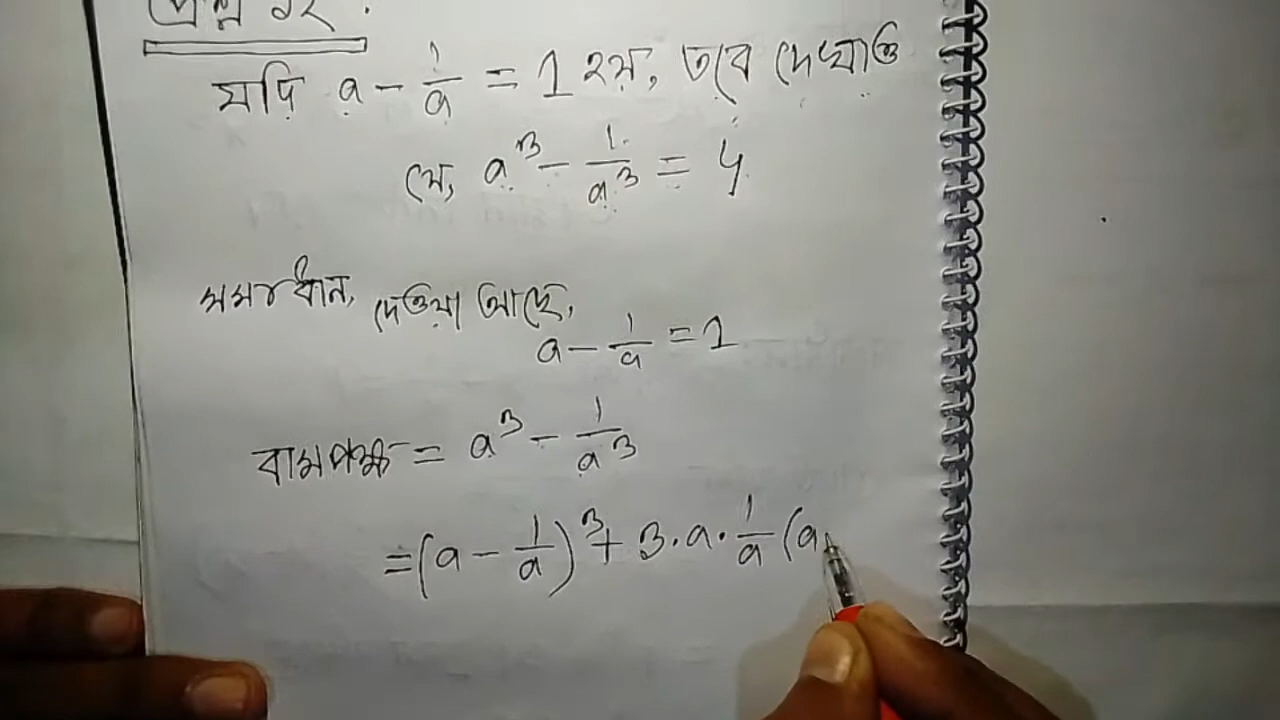 প্রশ্ন ১২.
যদি a - 1/a = 1 হয়, তবে দেখাও
যে, a³ - 1/a³ = 4
সমাধান, দেওয়া আছে,
a - 1/a = 1
বামপক্ষ = a³ - 1/a³
= (a - 1/a)³ + 3.a.1/a (a